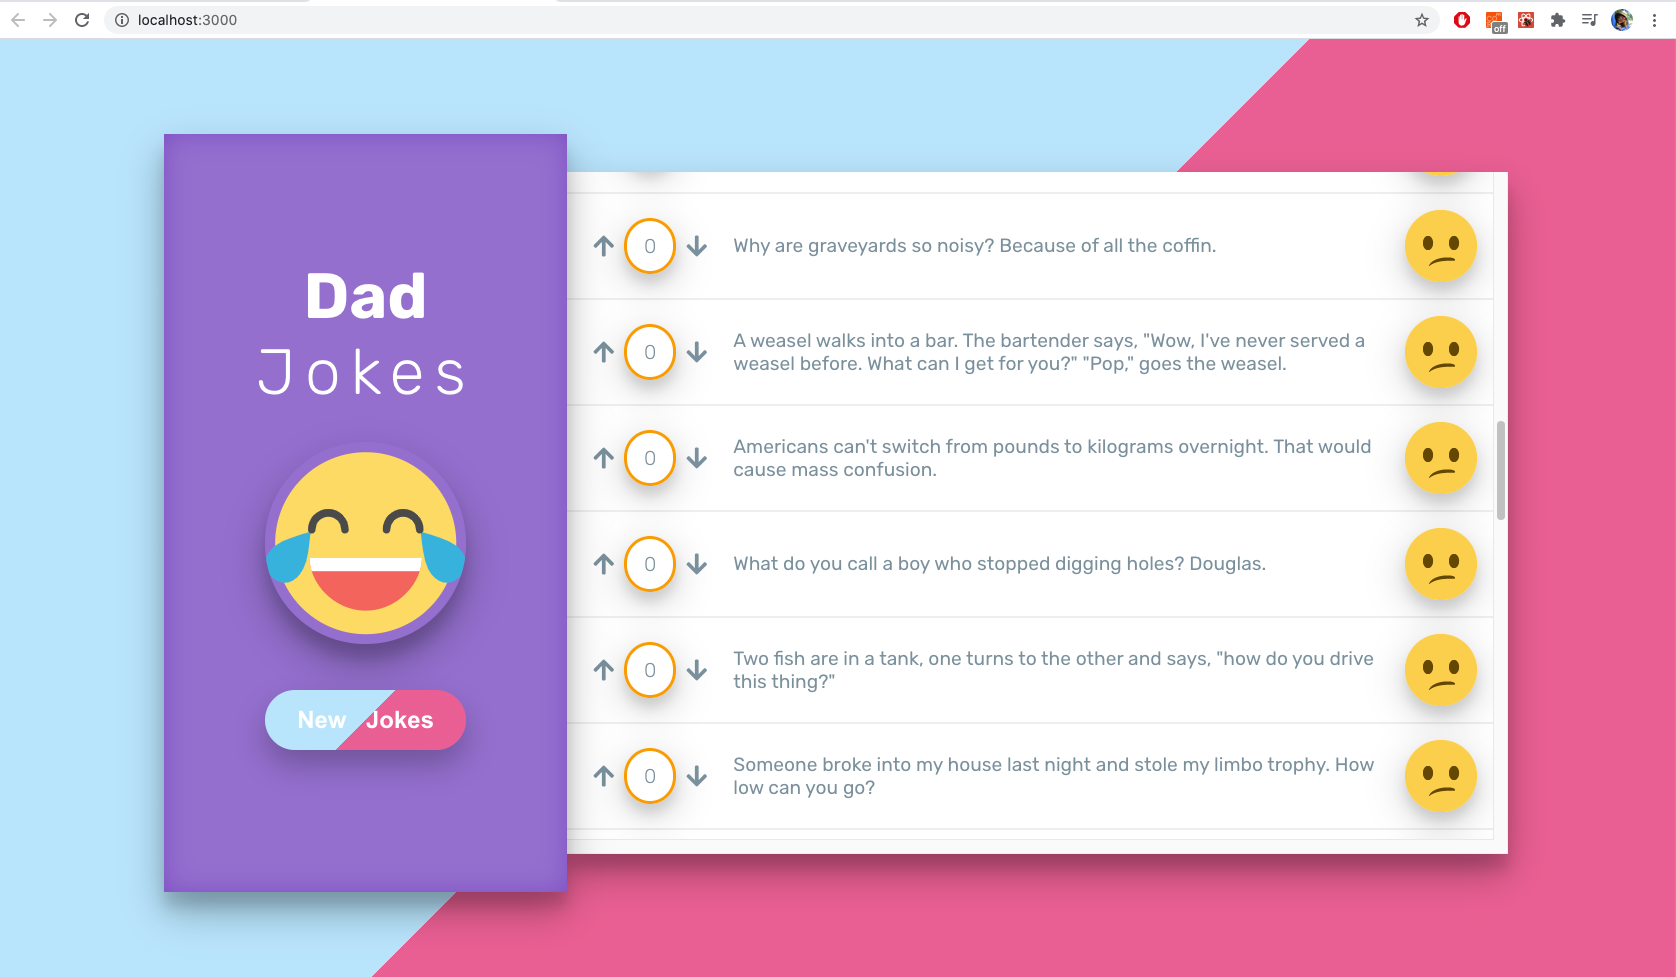 localhost:3000
off
Dad
Jokes
New Jokes
0
Why are graveyards so noisy? Because of all the coffin.
0
A weasel walks into a bar. The bartender says, "Wow, I've never served a
weasel before. What can I get for you?" "Pop," goes the weasel.
0
Americans can't switch from pounds to kilograms overnight. That would
cause mass confusion.
0
What do you call a boy who stopped digging holes? Douglas.
0
Two fish are in a tank, one turns to the other and says, "how do you drive
this thing?"
0
Someone broke into my house last night and stole my limbo trophy. How
low can you go?